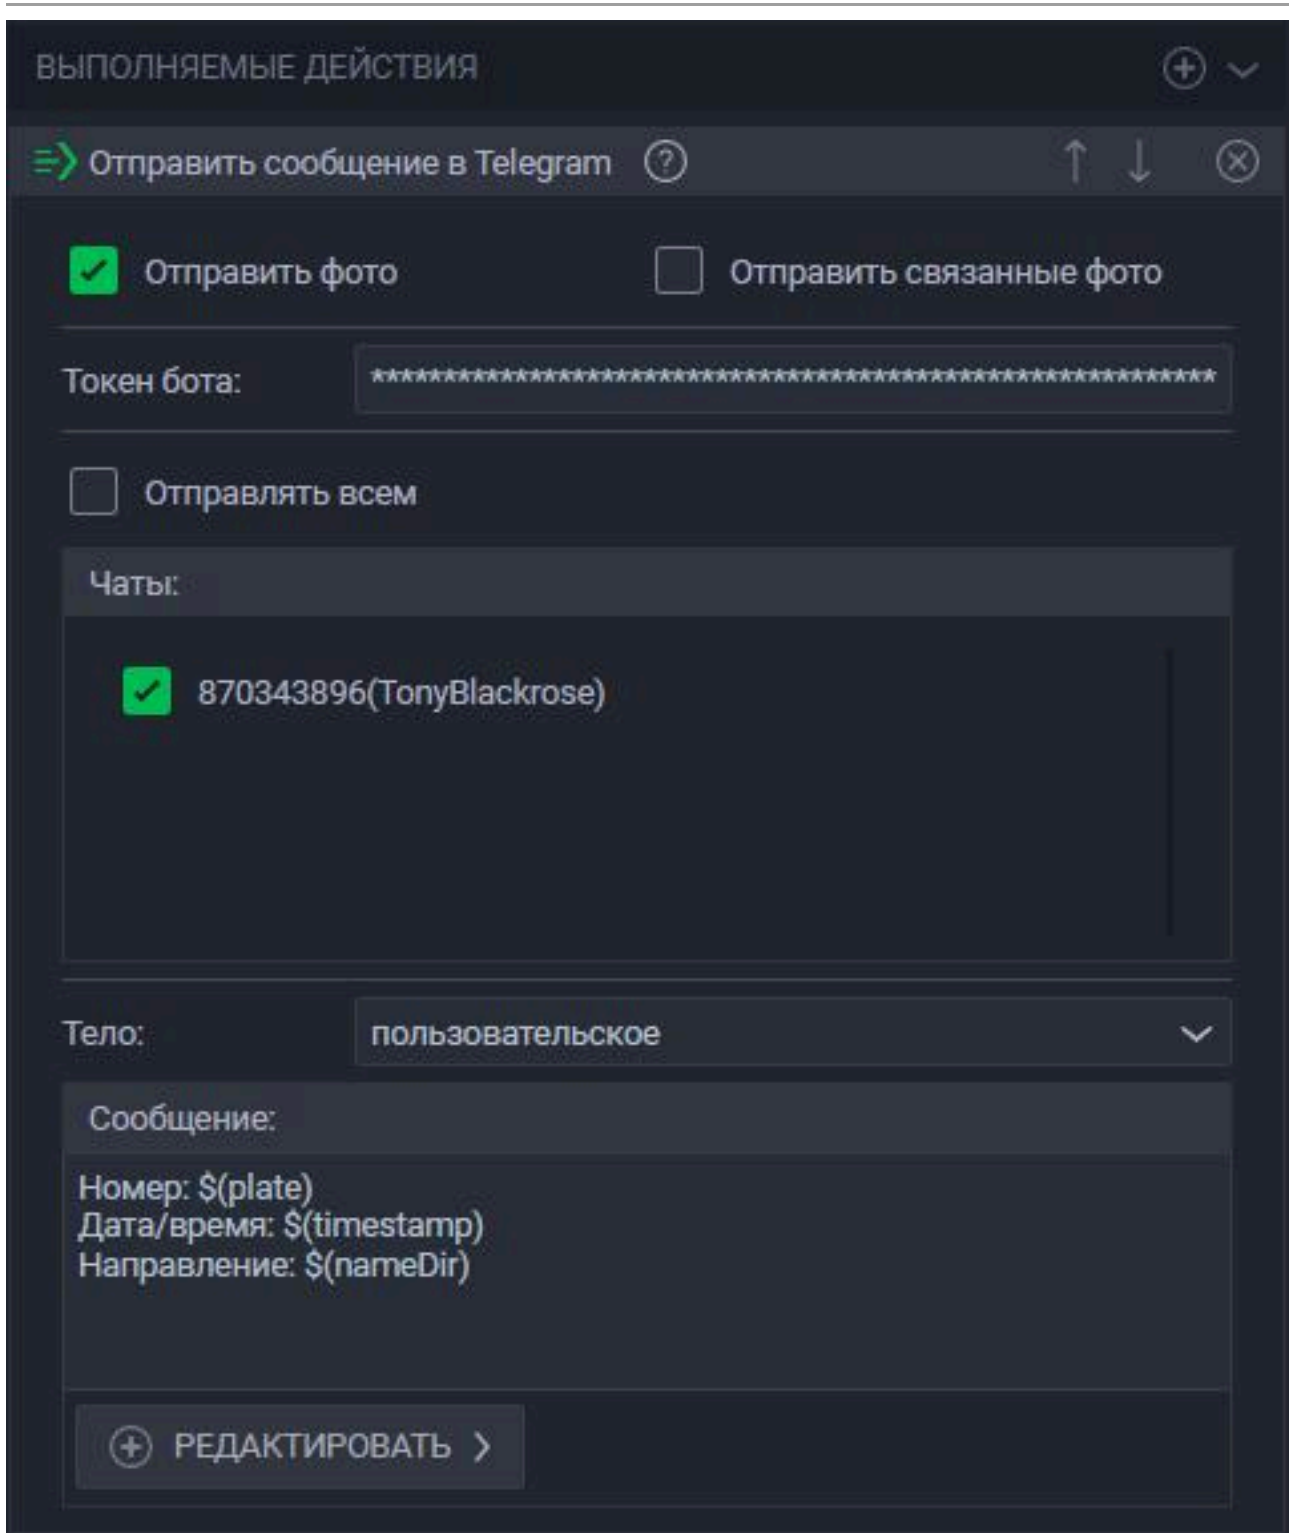 ВЫПОЛНЯЕМЫЕ ДЕЙСТВИЯ
Отправить сообщение в Telegram
Отправить фото Отправить связанные фото
Токен бота: ***********************************************************
Отправлять всем
Чаты:
870343896(TonyBlackrose)
Тело: пользовательское
Сообщение:
Номер: $(plate)
Дата/время: $(timestamp)
Направление: $(nameDir)
РЕДАКТИРОВАТЬ